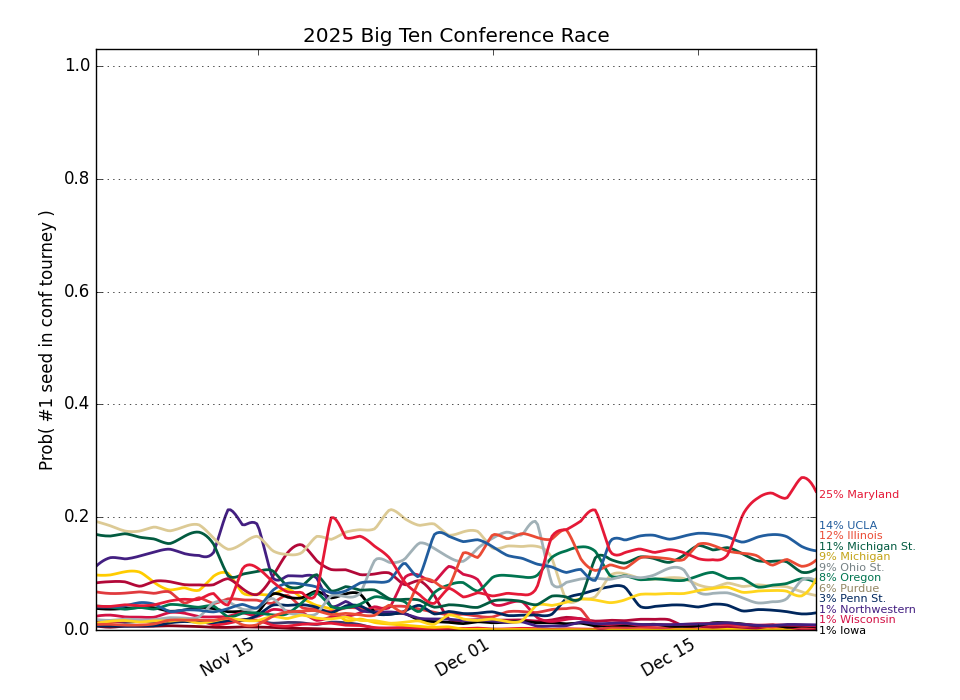 2025 Big Ten Conference Race
Prob( #1 seed in conf tourney )
1.0
0.8
0.6
0.4
0.2
0.0
Nov 15
Dec 01
Dec 15
25% Maryland
14% UCLA
12% Illinois
11% Michigan St.
9% Michigan
9% Ohio St.
8% Oregon
6% Purdue
3% Penn St.
1% Northwestern
1% Wisconsin
1% Iowa